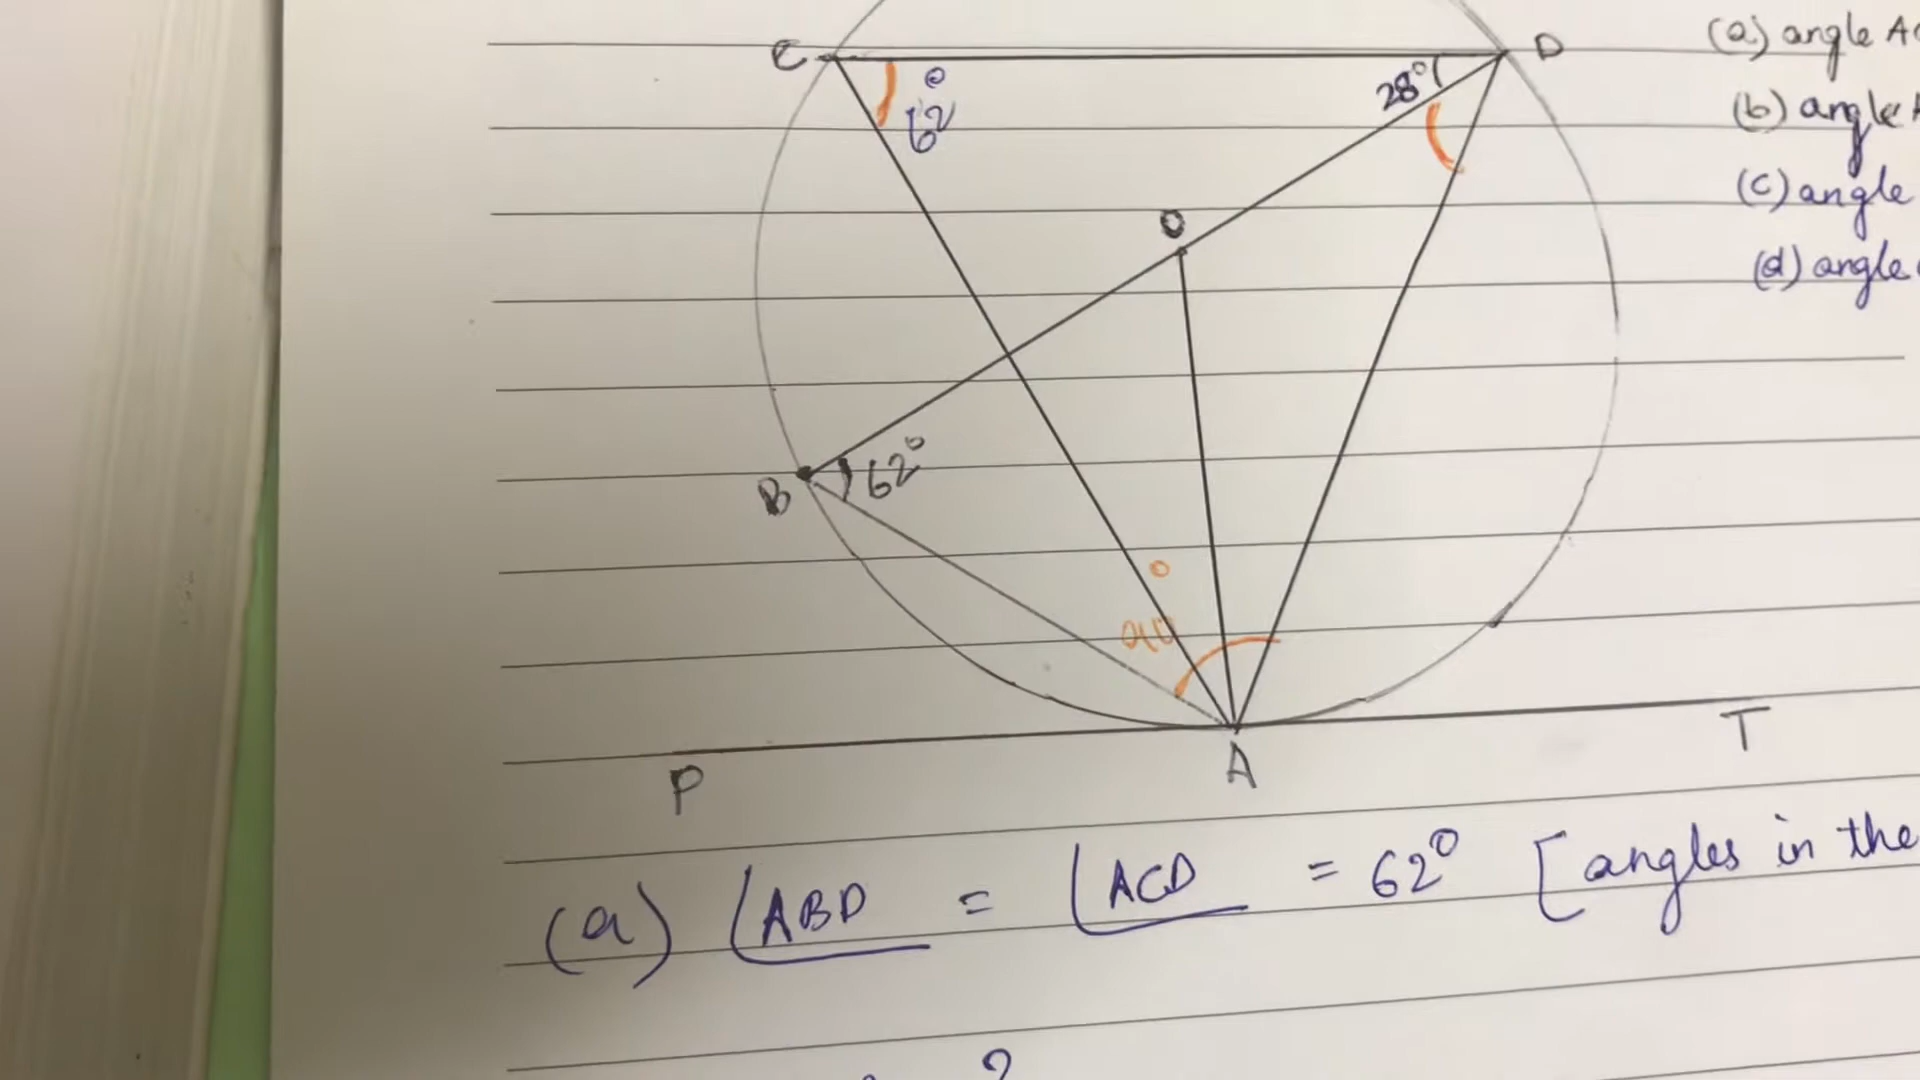 C
D
(a) angle
28°
62°
(b) angle
(c) angle
O
(d) angle
62°
B
90°
T
A
P
(a) ∠ABD = ∠ACD = 62° [angles in the
?